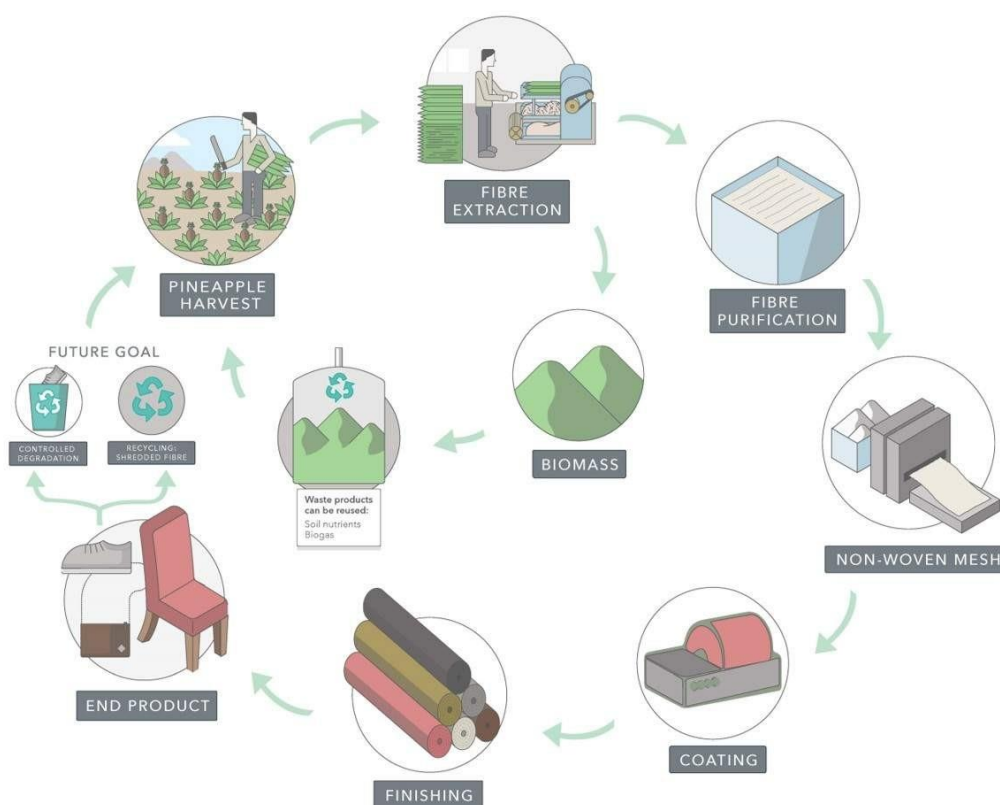 FIBRE
EXTRACTION
PINEAPPLE
HARVEST
FIBRE
PURIFICATION
FUTURE GOAL
CONTROLLED
DEGRADATION
RECYCLING:
SHREDDED FIBRE
BIOMASS
Waste products
can be reused:
Soil nutrients
Biogas
NON-WOVEN MESH
END PRODUCT
COATING
FINISHING